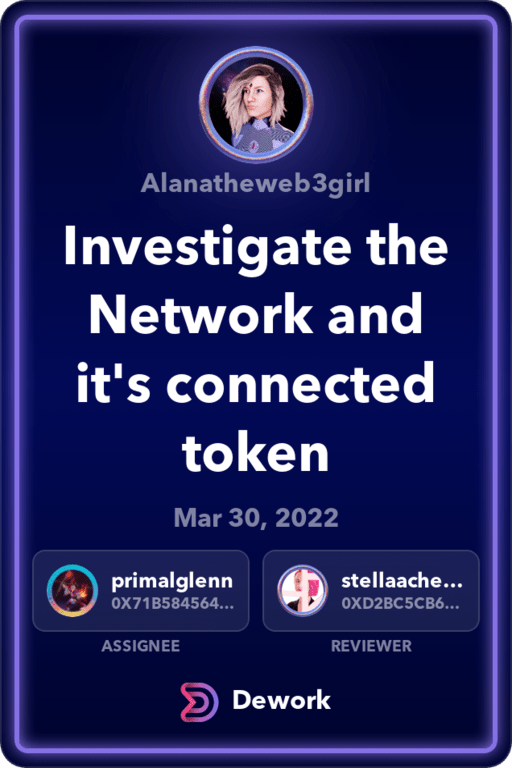 Alanatheweb3girl
Investigate the
Network and
it's connected
token
Mar 30, 2022
primalglenn
0X71B584564...
ASSIGNEE
stellaache...
0XD2BC5CB6...
REVIEWER
Dework